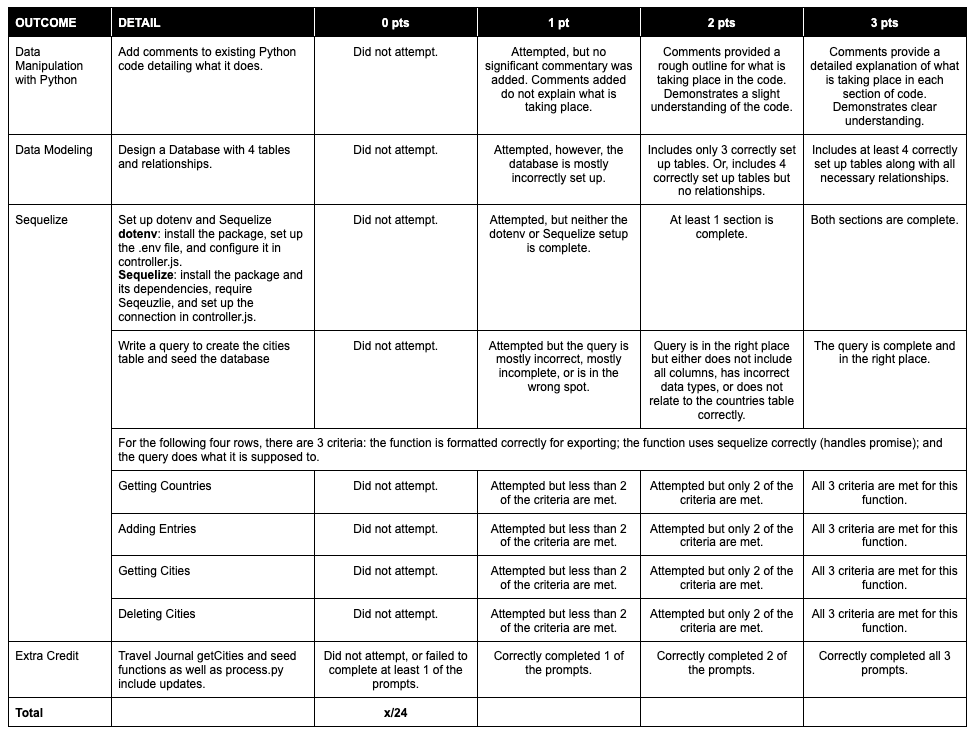 OUTCOME DETAIL 0 pts 1 pt 2 pts 3 pts
Data
Manipulation
with Python
Add comments to existing Python
code detailing what it does.
Did not attempt.
Attempted, but no
significant commentary was
added. Comments added
do not explain what is
taking place.
Comments provided a
rough outline for what is
taking place in the code.
Demonstrates a slight
understanding of the code.
Comments provide a
detailed explanation of what
is taking place in each
section of code.
Demonstrates clear
understanding.
Data Modeling
Design a Database with 4 tables
and relationships.
Did not attempt.
Attempted, however, the
database is mostly
incorrectly set up.
Includes only 3 correctly set
up tables. Or, includes 4
correctly set up tables but
no relationships.
Includes at least 4 correctly
set up tables along with all
necessary relationships.
Sequelize
Set up dotenv and Sequelize
dotenv: install the package, set up
the .env file, and configure it in
controller.js.
Sequelize: install the package and
its dependencies, require
Seqeuzlie, and set up the
connection in controller.js.
Did not attempt.
Attempted, but neither the
dotenv or Sequelize setup
is complete.
At least 1 section is
complete.
Both sections are complete.
Write a query to create the cities
table and seed the database
Did not attempt.
Attempted but the query is
mostly incorrect, mostly
incomplete, or is in the
wrong spot.
Query is in the right place
but either does not include
all columns, has incorrect
data types, or does not
relate to the countries table
correctly.
The query is complete and
in the right place.
For the following four rows, there are 3 criteria: the function is formatted correctly for exporting; the function uses sequelize correctly (handles promise); and
the query does what it is supposed to.
Getting Countries
Did not attempt.
Attempted but less than 2
of the criteria are met.
Attempted but only 2 of the
criteria are met.
All 3 criteria are met for this
function.
Adding Entries
Did not attempt.
Attempted but less than 2
of the criteria are met.
Attempted but only 2 of the
criteria are met.
All 3 criteria are met for this
function.
Getting Cities
Did not attempt.
Attempted but less than 2
of the criteria are met.
Attempted but only 2 of the
criteria are met.
All 3 criteria are met for this
function.
Deleting Cities
Did not attempt.
Attempted but less than 2
of the criteria are met.
Attempted but only 2 of the
criteria are met.
All 3 criteria are met for this
function.
Extra Credit
Travel Journal getCities and seed
functions as well as process.py
include updates.
Did not attempt, or failed to
complete at least 1 of the
prompts.
Correctly completed 1 of
the prompts.
Correctly completed 2 of
the prompts.
Correctly completed all 3
prompts.
Total x/24